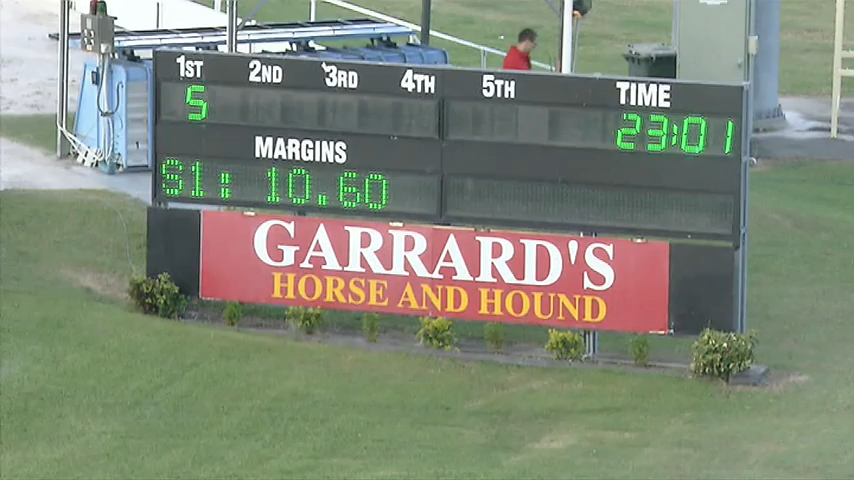 1ST 2ND 3RD 4TH 5TH TIME
5 23:01
MARGINS
S1: 10.60
GARRARD'S
HORSE AND HOUND